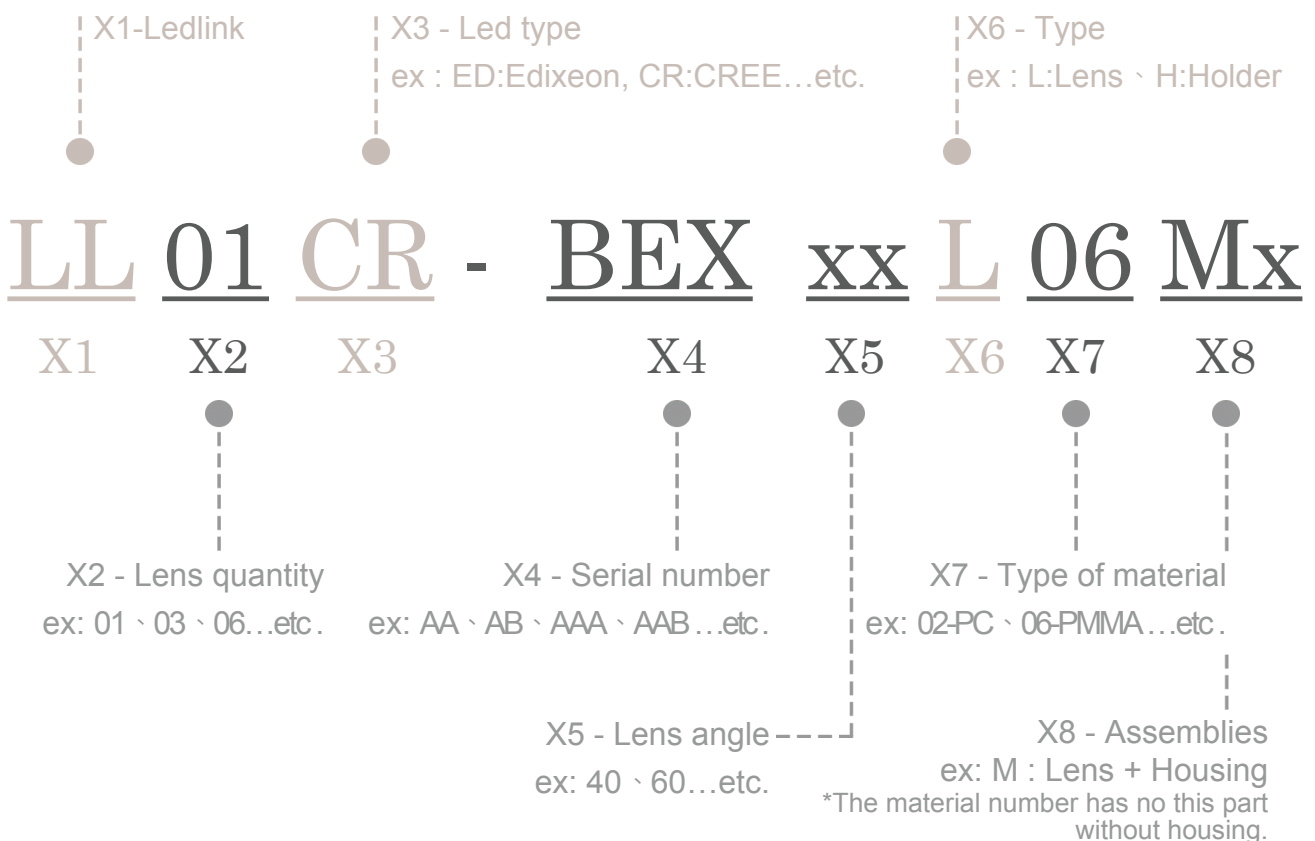 X1-Ledlink
X3 - Led type
ex : ED:Edixeon, CR:CREE…etc.
X6 - Type
ex : L:Lens、H:Holder
LL 01 CR - BEX xx L 06 Mx
X1 X2 X3 X4 X5 X6 X7 X8
X2 - Lens quantity
ex: 01、03、06…etc.
X4 - Serial number
ex: AA、AB、AAA、AAB…etc.
X7 - Type of material
ex: 02-PC、06-PMMA…etc.
X5 - Lens angle
ex: 40、60…etc.
X8 - Assemblies
ex: M : Lens + Housing
*The material number has no this part
without housing.